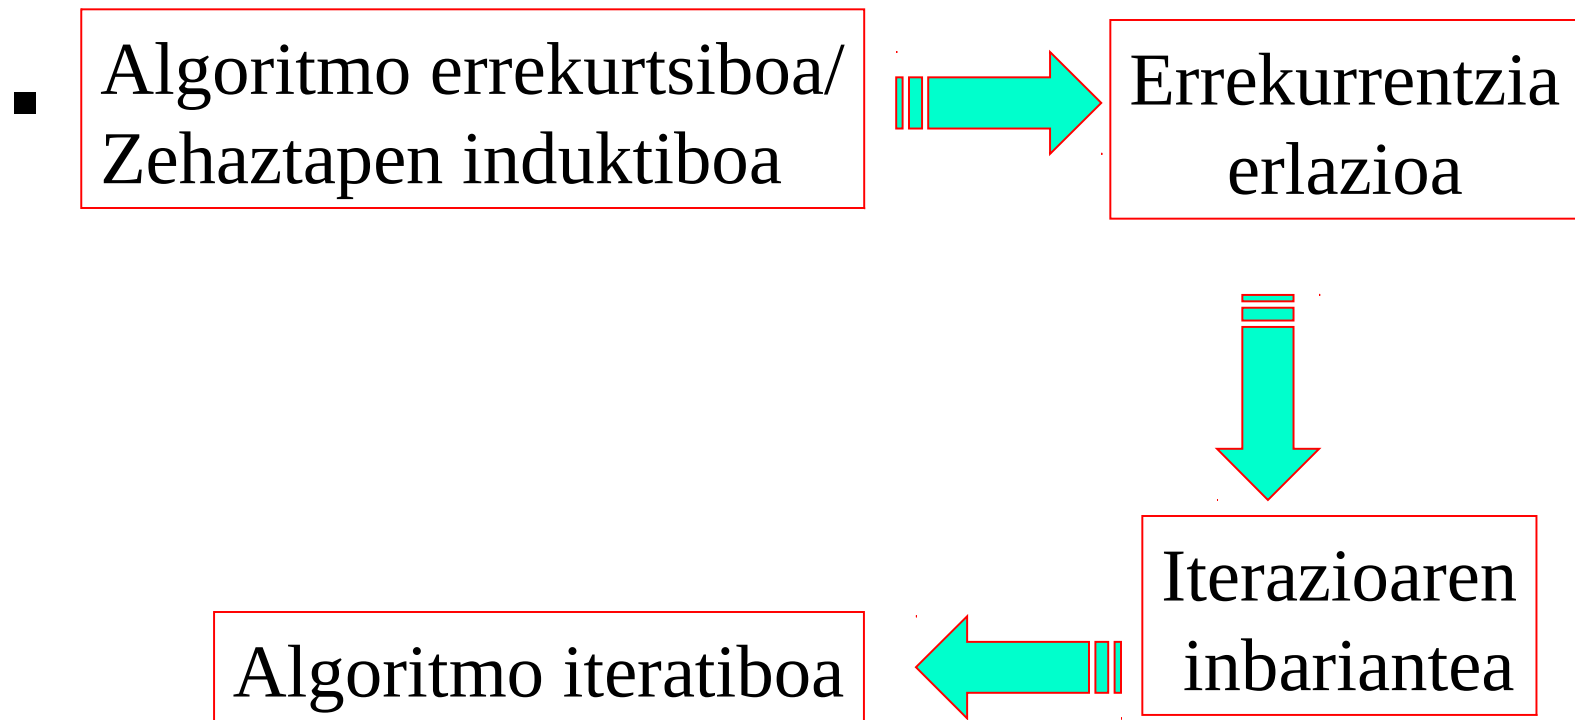 Algoritmo errekurtsiboa/
Zehaztapen induktiboa
Errekurrentzia
erlazioa
Iterazioaren
inbariantea
Algoritmo iteratiboa